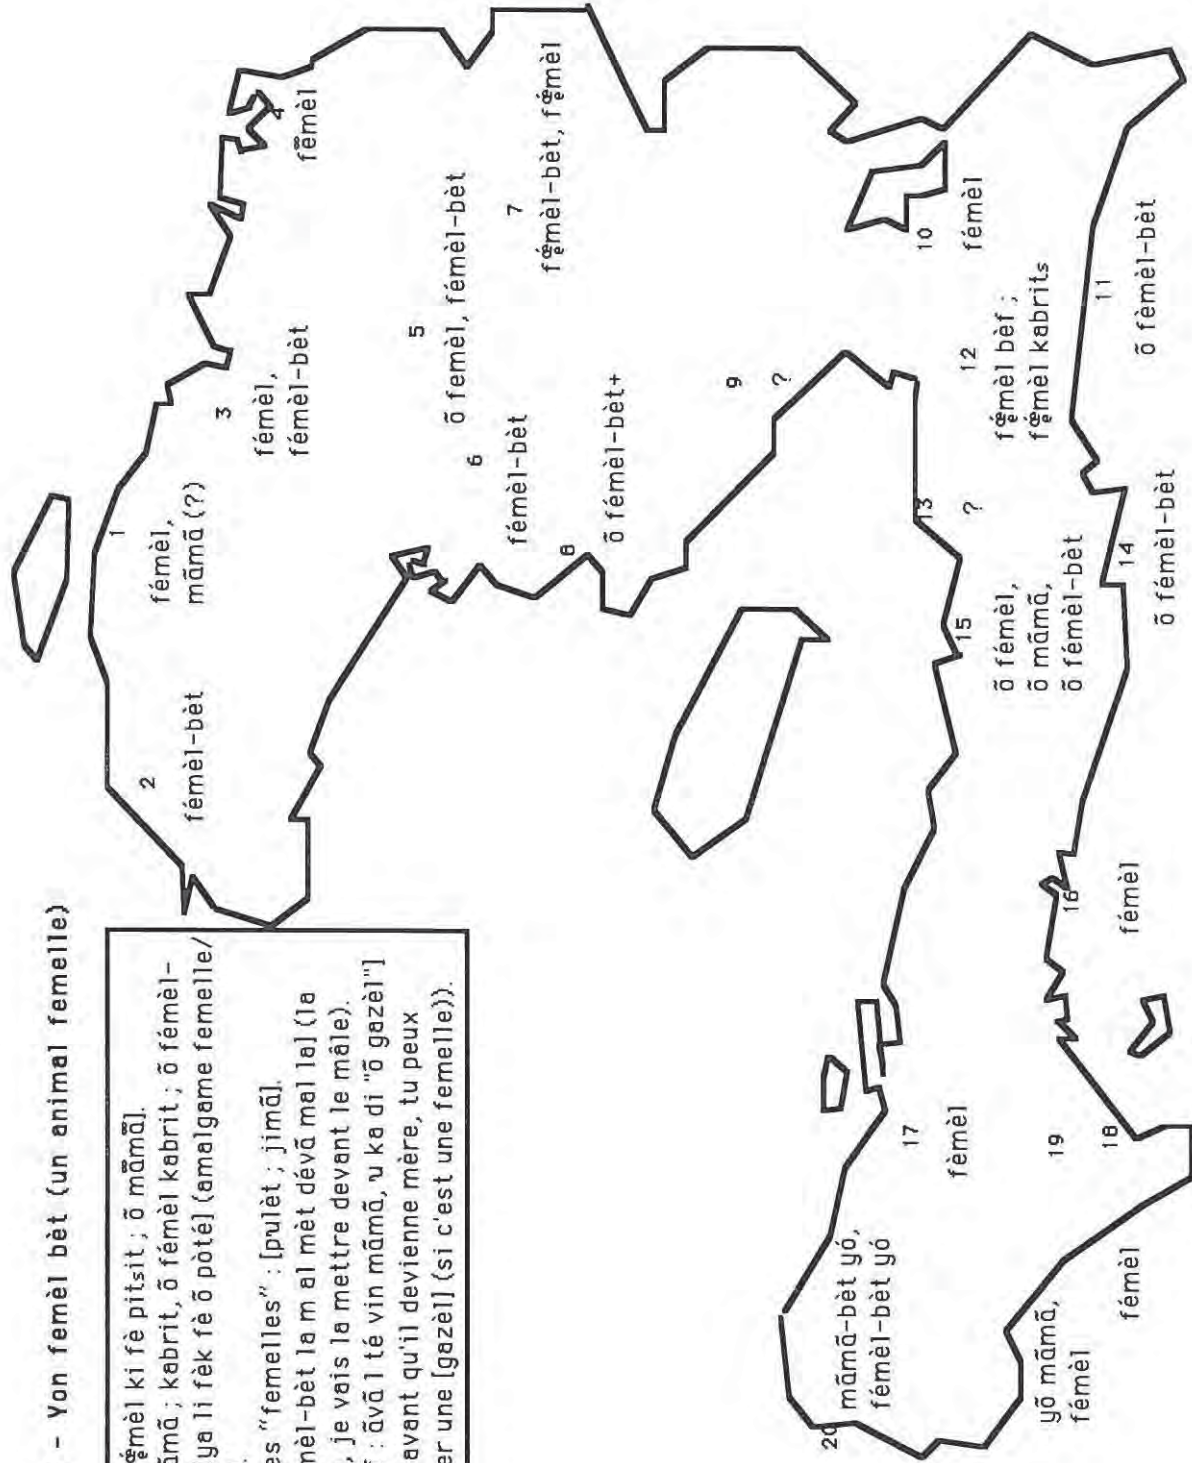 - Yon femèl bèt (un animal femelle)
f œ̨mèl ki fè pitsit ; õ mãmã].
ãmã ; kabrit, õ fémèl kabrit ; õ fémèl-
ya li fèk fè õ pòté] (amalgame femelle/
es "femelles" : [pulèt ; jimã].
mèl-bèt la m al mèt dévã mal la] (la
, je vais la mettre devant le mâle).
: ãvã l té vin mãmã, u ka di "õ gazèl"]
avant qu'il devienne mère, tu peux
er une [gazèl] (si c'est une femelle)).
1
fémèl,
mãmã (?)
2
fémèl-bèt
3
fémèl,
fémèl-bèt
4
fœ̃mèl
5
õ femèl, fémèl-bèt
6
fémèl-bèt
7
fœ̨mèl-bèt, fœ̨mèl
8
õ fémèl-bèt+
9
?
10
fémèl
11
õ fèmèl-bèt
12
fœ̨mèl bèf ;
fœ̨mèl kabrits
13
?
14
õ fémèl-bèt
15
õ fémèl,
õ mãmã,
õ fémèl-bèt
16
fémèl
17
fèmèl
18
fémèl
19
yõ mãmã,
fémèl
20
mãmã-bèt yó,
fémèl-bèt yó